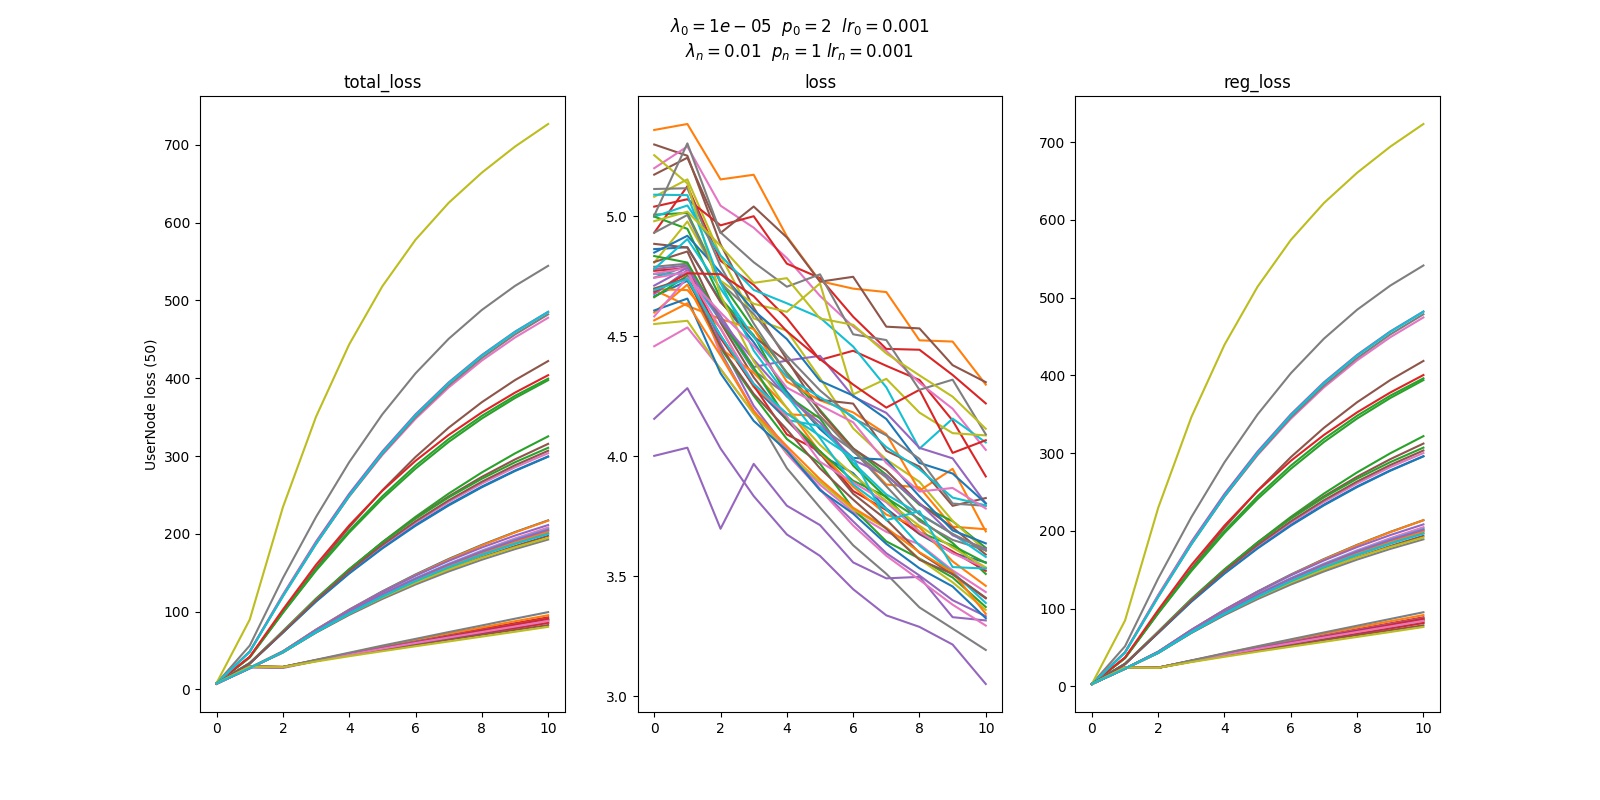 λ₀ = 1e − 05 p₀ = 2 lr₀ = 0.001
λₙ = 0.01 pₙ = 1 lrₙ = 0.001
total_loss
loss
reg_loss
UserNode loss (50)
700
600
500
400
300
200
100
0
0 2 4 6 8 10
5.0
4.5
4.0
3.5
3.0
0 2 4 6 8 10
700
600
500
400
300
200
100
0
0 2 4 6 8 10